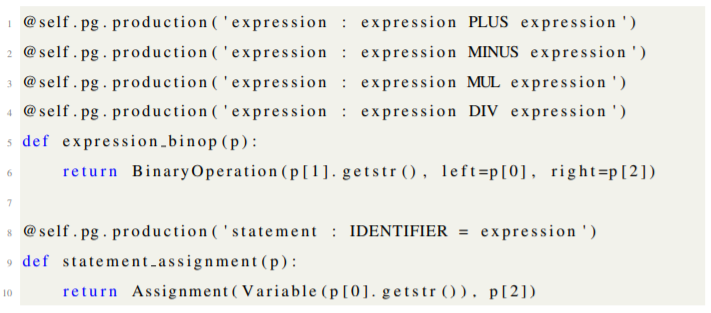 1 @self.pg.production('expression : expression PLUS expression')
2 @self.pg.production('expression : expression MINUS expression')
3 @self.pg.production('expression : expression MUL expression')
4 @self.pg.production('expression : expression DIV expression')
5 def expression_binop(p):
6     return BinaryOperation(p[1].getstr(), left=p[0], right=p[2])
7
8 @self.pg.production('statement : IDENTIFIER = expression')
9 def statement_assignment(p):
10     return Assignment(Variable(p[0].getstr()), p[2])